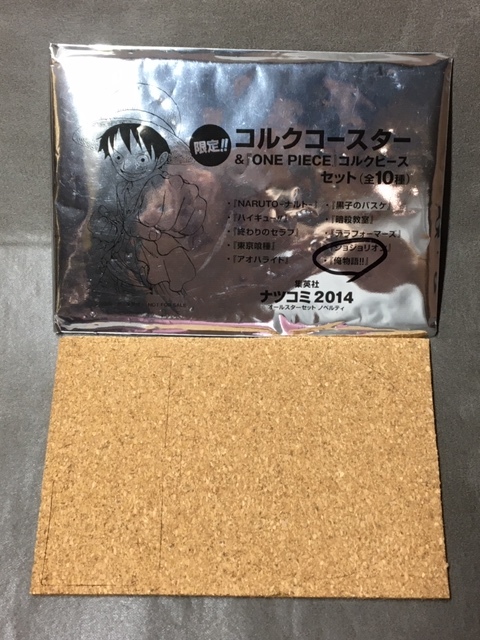 限定!!
コルクコースター
&『ONE PIECE』コルクピース
セット(全10種)
・『NARUTO-ナルト-』
・『黒子のバスケ』
・『ハイキュー!!』
・『暗殺教室』
・『終わりのセラフ』
・『テラフォーマーズ』
・『東京喰種』
・『ジョジョリオン』
・『アオハライド』
・『俺物語!!』
集英社
ナツコミ2014
オールスターセット ノベルティ